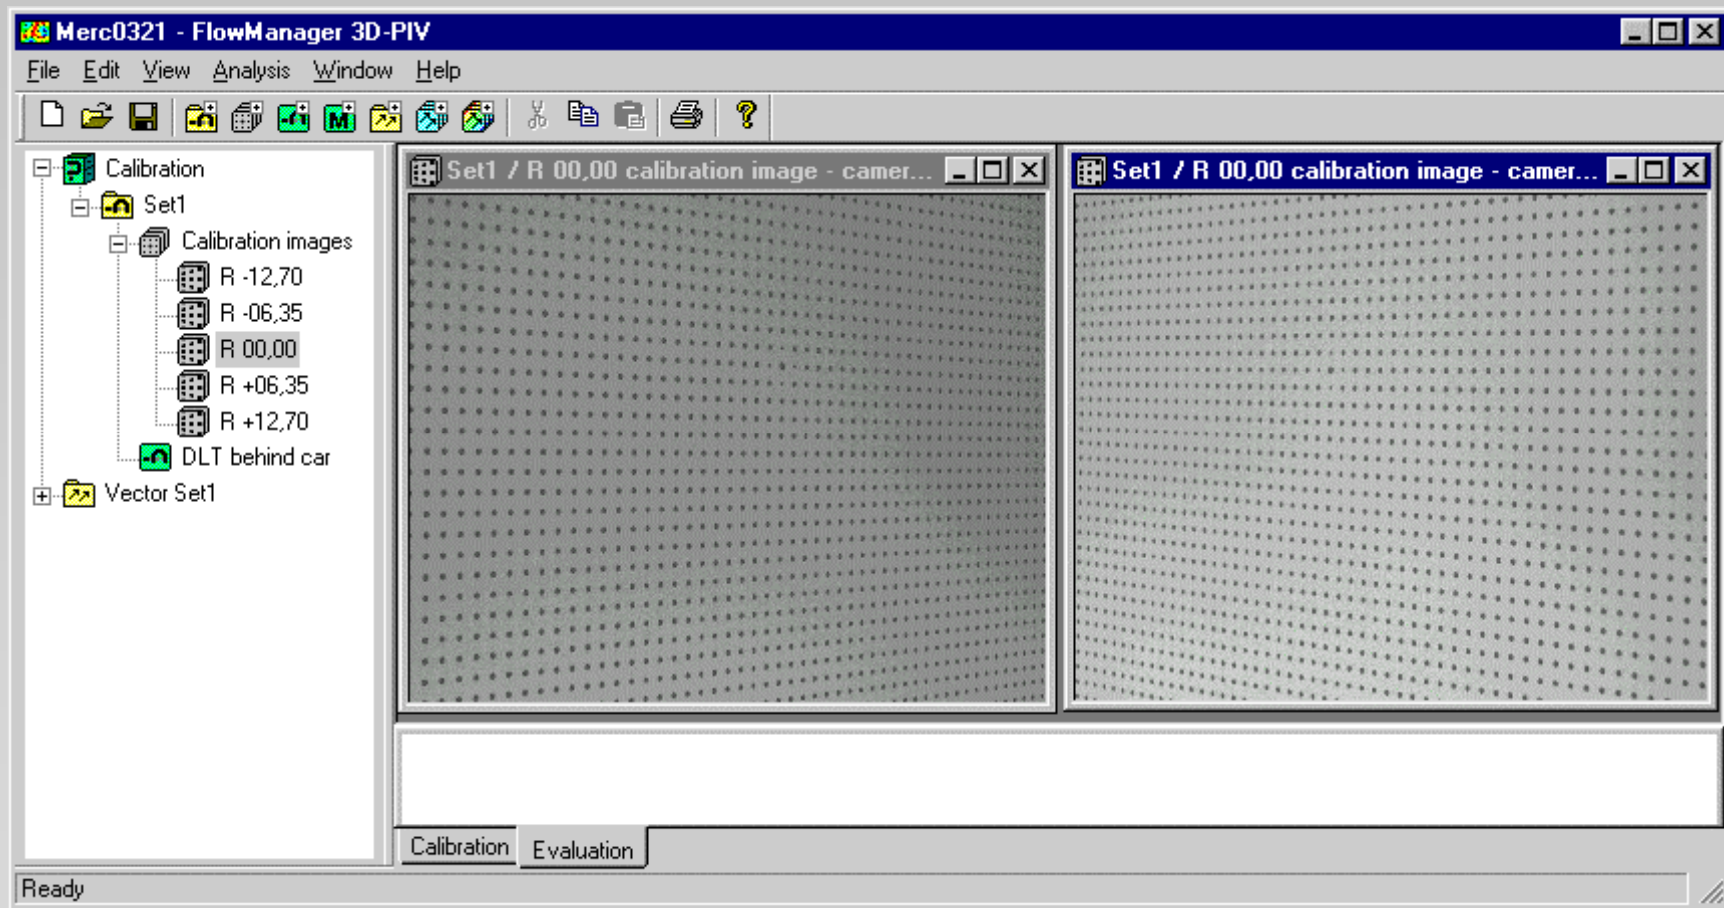 Merc0321 - FlowManager 3D-PIV
File Edit View Analysis Window Help
M
Calibration
Set1
Calibration images
R -12,70
R -06,35
R 00,00
R +06,35
R +12,70
DLT behind car
Vector Set1
Set1 / R 00,00 calibration image - camer...
Set1 / R 00,00 calibration image - camer...
Calibration Evaluation
Ready